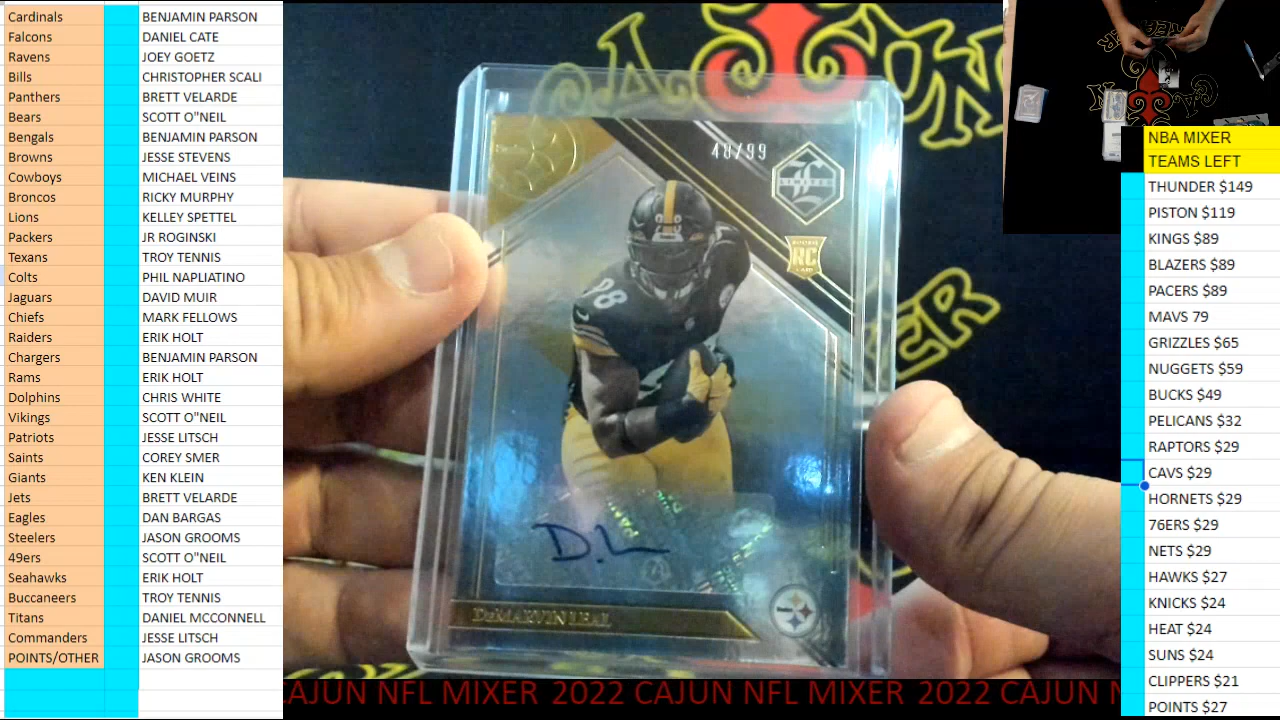 Cardinals BENJAMIN PARSON
Falcons DANIEL CATE
Ravens JOEY GOETZ
Bills CHRISTOPHER SCALI
Panthers BRETT VELARDE
Bears SCOTT O"NEIL
Bengals BENJAMIN PARSON
Browns JESSE STEVENS
Cowboys MICHAEL VEINS
Broncos RICKY MURPHY
Lions KELLEY SPETTEL
Packers JR ROGINSKI
Texans TROY TENNIS
Colts PHIL NAPLIATINO
Jaguars DAVID MUIR
Chiefs MARK FELLOWS
Raiders ERIK HOLT
Chargers BENJAMIN PARSON
Rams ERIK HOLT
Dolphins CHRIS WHITE
Vikings SCOTT O"NEIL
Patriots JESSE LITSCH
Saints COREY SMER
Giants KEN KLEIN
Jets BRETT VELARDE
Eagles DAN BARGAS
Steelers JASON GROOMS
49ers SCOTT O"NEIL
Seahawks ERIK HOLT
Buccaneers TROY TENNIS
Titans DANIEL MCCONNELL
Commanders JESSE LITSCH
POINTS/OTHER JASON GROOMS
48/99
LIMITED
RC
98
D.L
DeMARVIN LEAL
Steelers
AJUN NFL MIXER 2022 CAJUN NFL MIXER 2022 CAJUN N
NBA MIXER
TEAMS LEFT
THUNDER $149
PISTON $119
KINGS $89
BLAZERS $89
PACERS $89
MAVS 79
GRIZZLES $65
NUGGETS $59
BUCKS $49
PELICANS $32
RAPTORS $29
CAVS $29
HORNETS $29
76ERS $29
NETS $29
HAWKS $27
KNICKS $24
HEAT $24
SUNS $24
CLIPPERS $21
POINTS $27